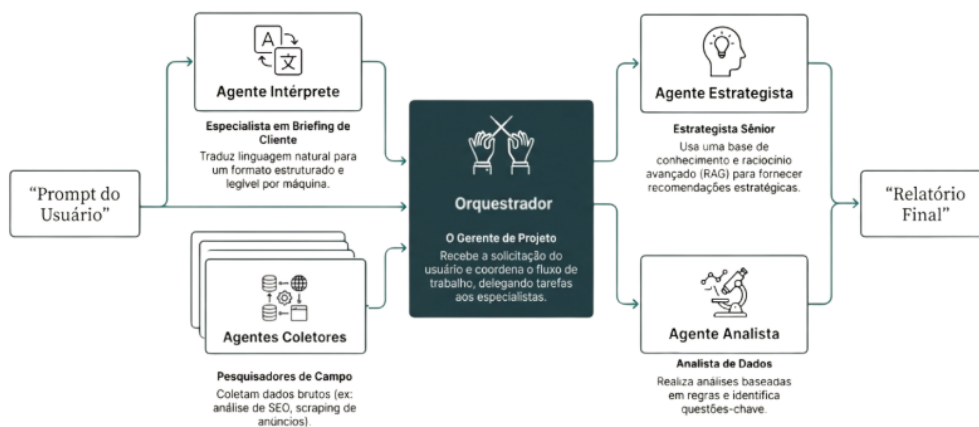 “Prompt do
Usuário”
A
文
Agente Intérprete
Especialista em Briefing de
Cliente
Traduz linguagem natural para
um formato estruturado e
legível por máquina.
Agentes Coletores
Pesquisadores de Campo
Coletam dados brutos (ex:
análise de SEO, scraping de
anúncios).
Orquestrador
O Gerente de Projeto
Recebe a solicitação do
usuário e coordena o fluxo de
trabalho, delegando tarefas
aos especialistas.
Agente Estrategista
Estrategista Sênior
Usa uma base de
conhecimento e raciocínio
avançado (RAG) para fornecer
recomendações estratégicas.
Agente Analista
Analista de Dados
Realiza análises baseadas
em regras e identifica
questões-chave.
“Relatório
Final”